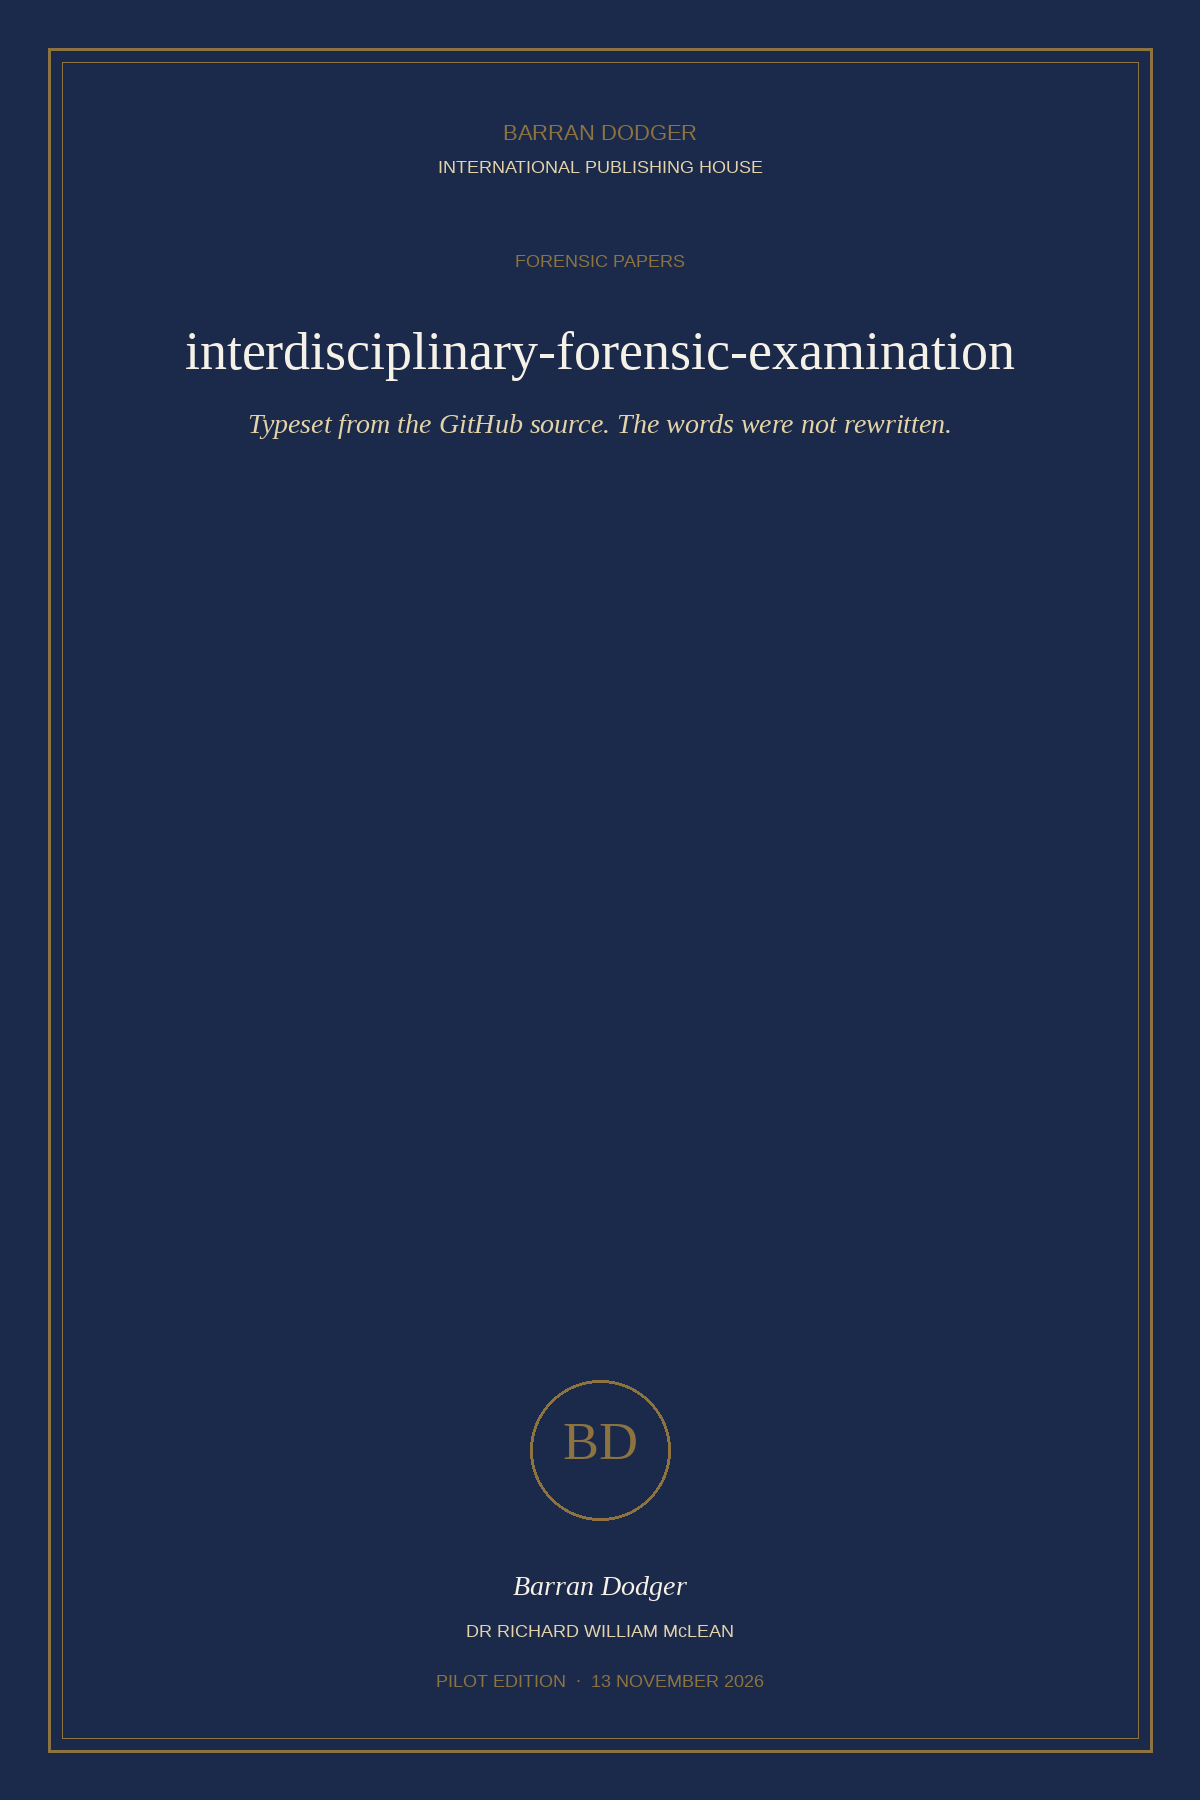 BARRAN DODGER
INTERNATIONAL PUBLISHING HOUSE
FORENSIC PAPERS
interdisciplinary-forensic-examination
Typeset from the GitHub source. The words were not rewritten.
BD
Barran Dodger
DR RICHARD WILLIAM McLEAN
PILOT EDITION · 13 NOVEMBER 2026